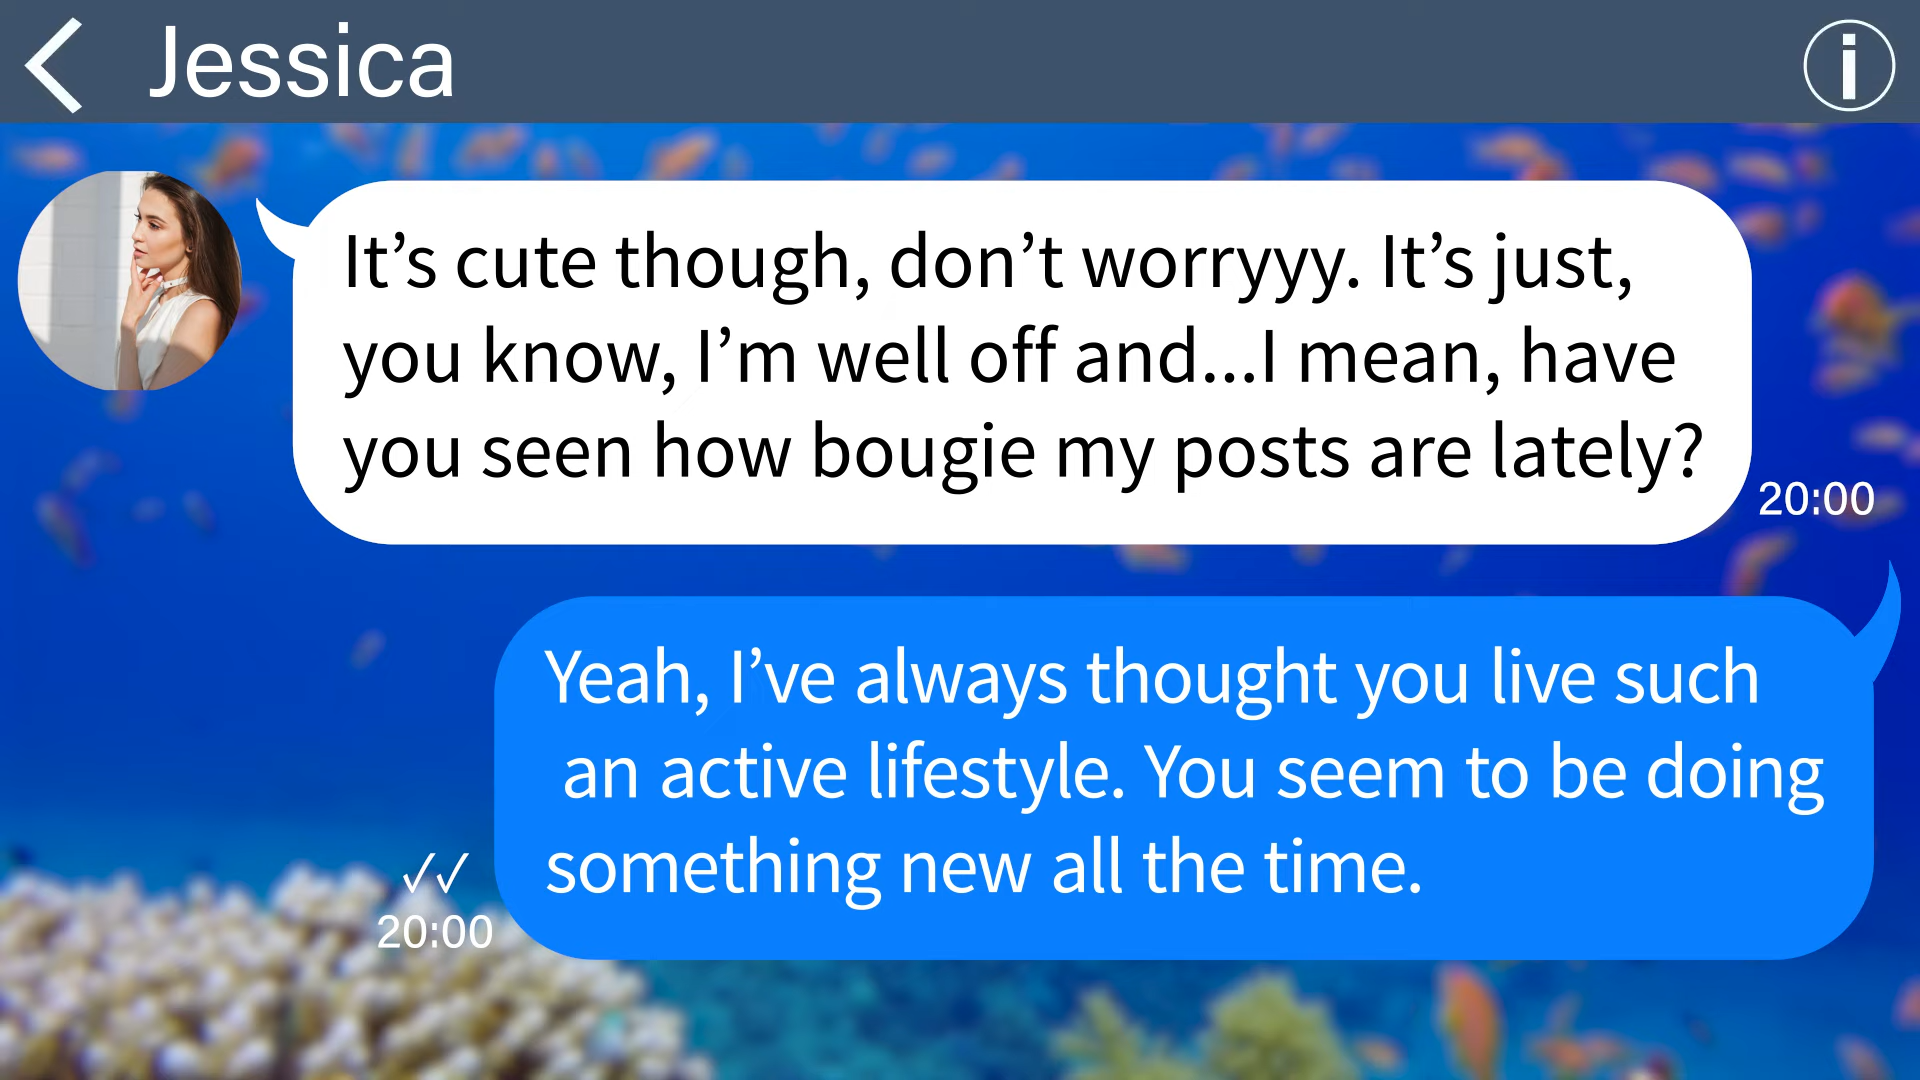 Jessica
It’s cute though, don’t worryyy. It’s just,
you know, I’m well off and...I mean, have
you seen how bougie my posts are lately?
20:00
Yeah, I’ve always thought you live such
an active lifestyle. You seem to be doing
something new all the time.
✓✓
20:00